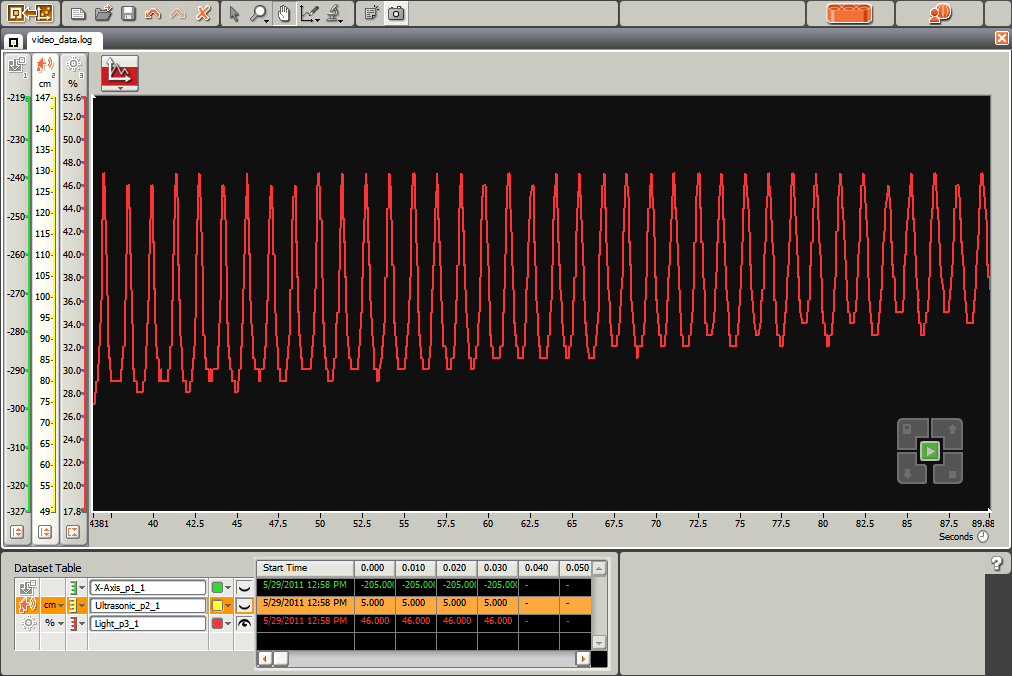 video_data.log
1 2 3
cm %
-219 147 53.6
52.0
140
-230 50.0
135
130 48.0
-240
125 46.0
120 44.0
-250
115 42.0
-260 110 40.0
105 38.0
-270 100 36.0
95 34.0
-280 90 32.0
-290 85 30.0
80 28.0
-300 75 26.0
70 24.0
-310 65 22.0
60
-320 55 20.0
-327 49 17.8
4381 40 42.5 45 47.5 50 52.5 55 57.5 60 62.5 65 67.5 70 72.5 75 77.5 80 82.5 85 87.5 89.88
Seconds
Dataset Table
Start Time 0.000 0.010 0.020 0.030 0.040 0.050
X-Axis_p1_1 5/29/2011 12:58 PM -205.000 -205.000 -205.000 -205.000 - -
cm Ultrasonic_p2_1 5/29/2011 12:58 PM 5.000 5.000 5.000 5.000 - -
% Light_p3_1 5/29/2011 12:58 PM 46.000 46.000 46.000 46.000 - -
?